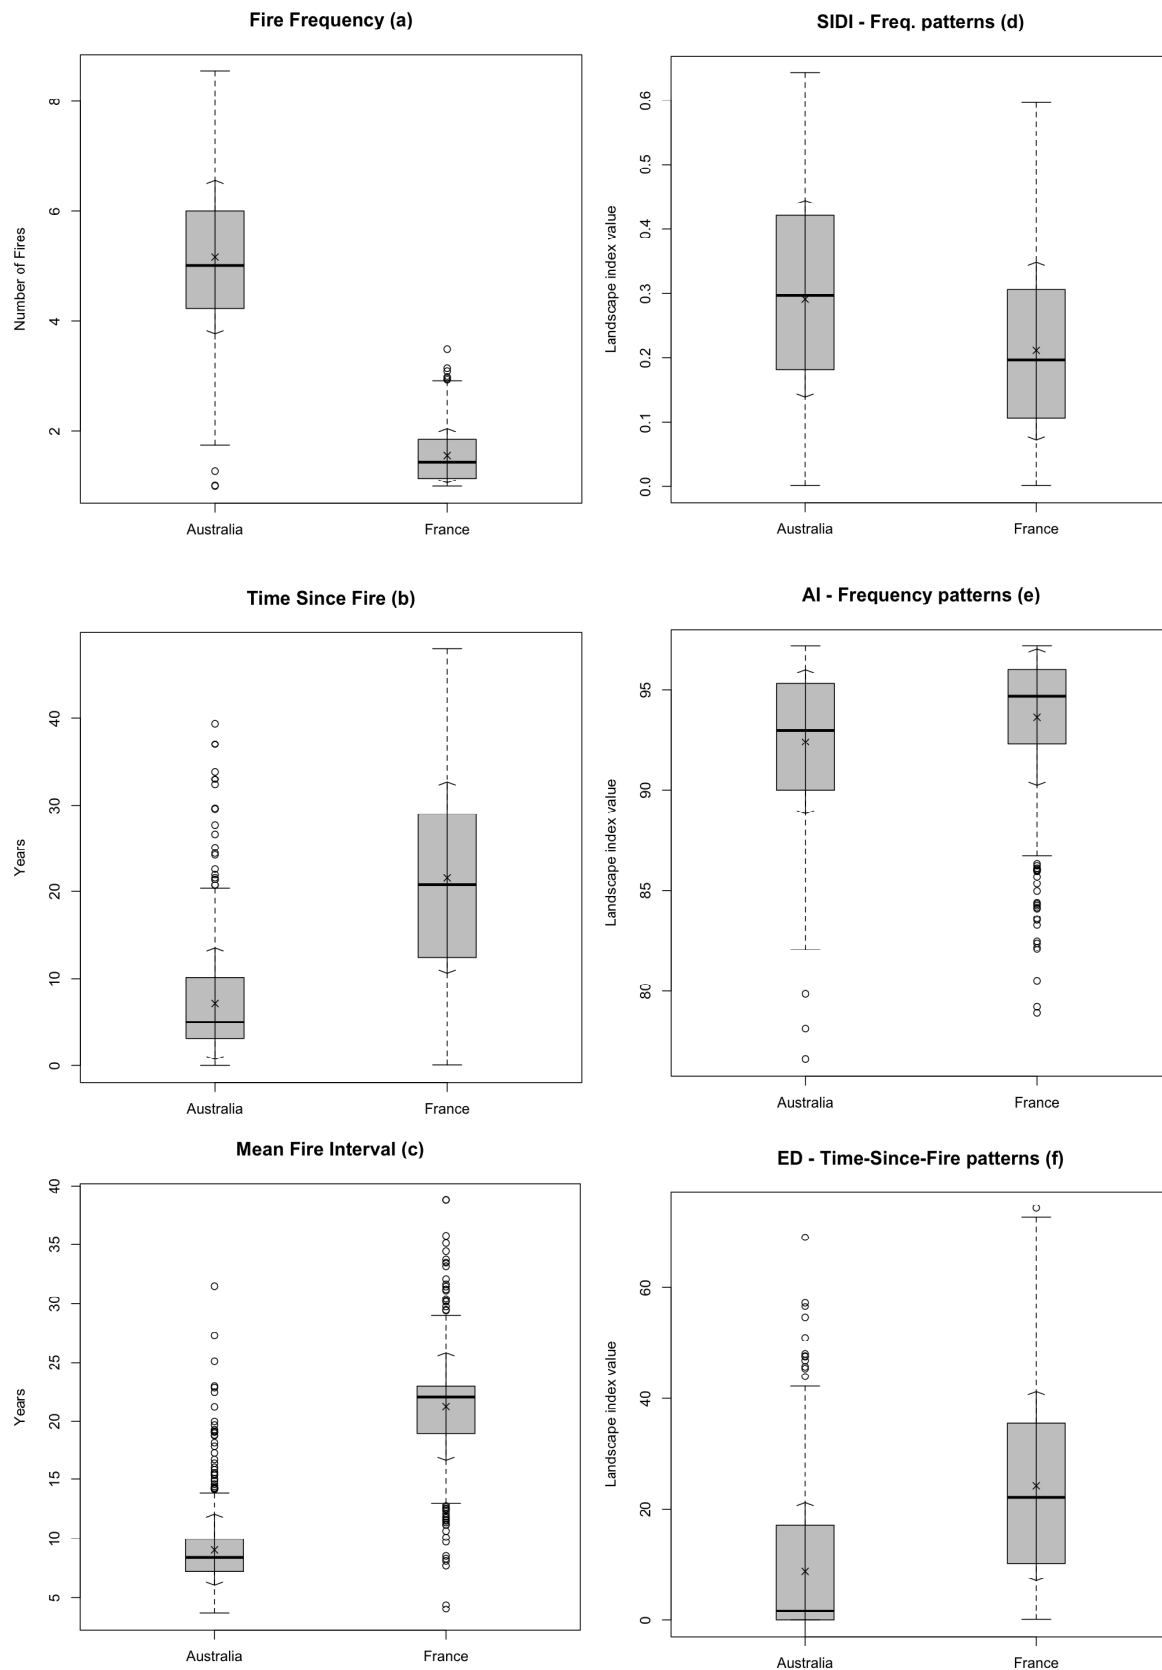 Fire Frequency (a)
Number of Fires
8
6
4
2
Australia
France
SIDI - Freq. patterns (d)
Landscape index value
0.6
0.5
0.4
0.3
0.2
0.1
0.0
Australia
France
Time Since Fire (b)
Years
40
30
20
10
0
Australia
France
AI - Frequency patterns (e)
Landscape index value
95
90
85
80
Australia
France
Mean Fire Interval (c)
Years
40
35
30
25
20
15
10
5
Australia
France
ED - Time-Since-Fire patterns (f)
Landscape index value
60
40
20
0
Australia
France